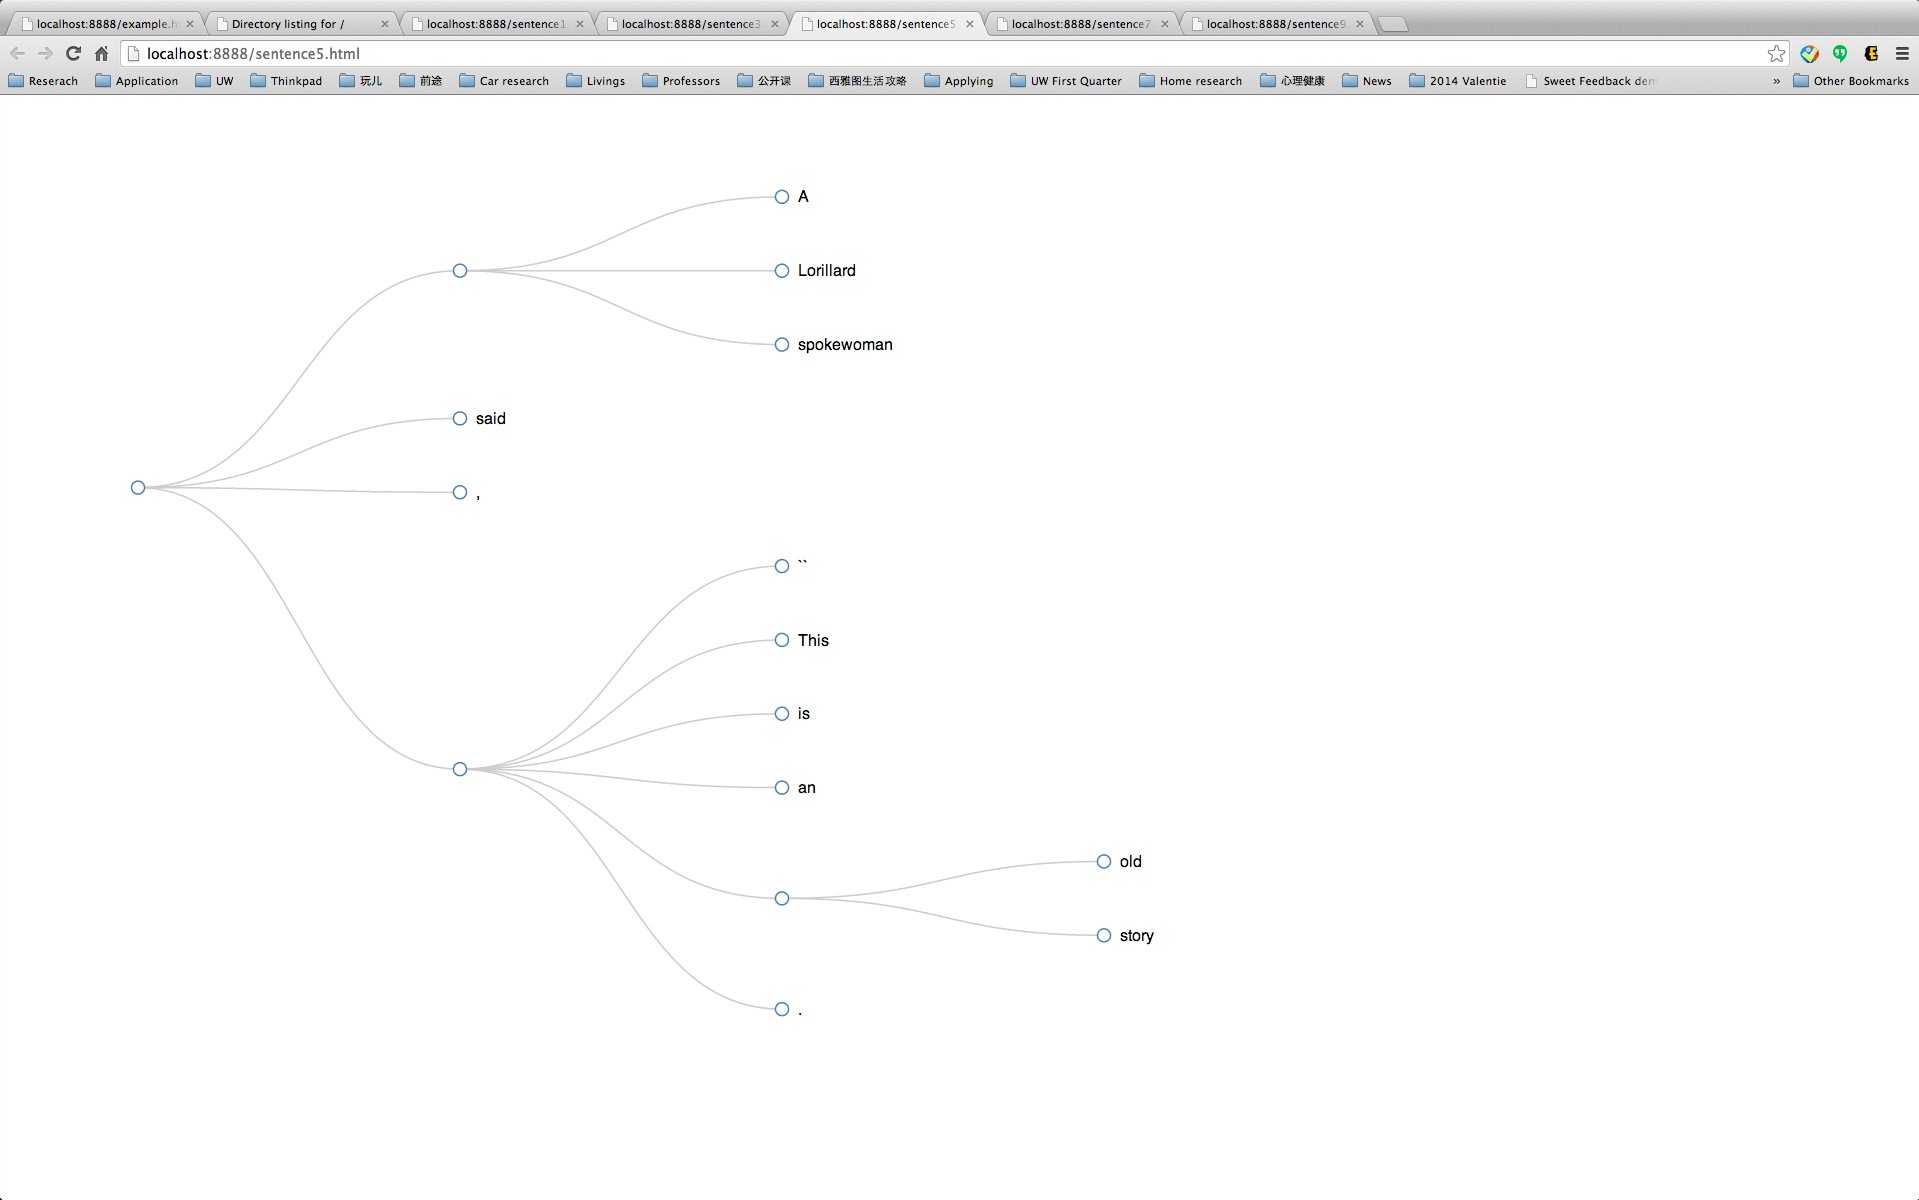 localhost:8888/example.h Directory listing for / localhost:8888/sentence1 localhost:8888/sentence3 localhost:8888/sentence5 localhost:8888/sentence7 localhost:8888/sentence9
localhost:8888/sentence5.html
Reserach Application UW Thinkpad 玩儿 前途 Car research Livings Professors 公开课 西雅图生活攻略 Applying UW First Quarter Home research 心理健康 News 2014 Valentie Sweet Feedback dem » Other Bookmarks
A
Lorillard
spokewoman
said
,
``
This
is
an
old
story
.